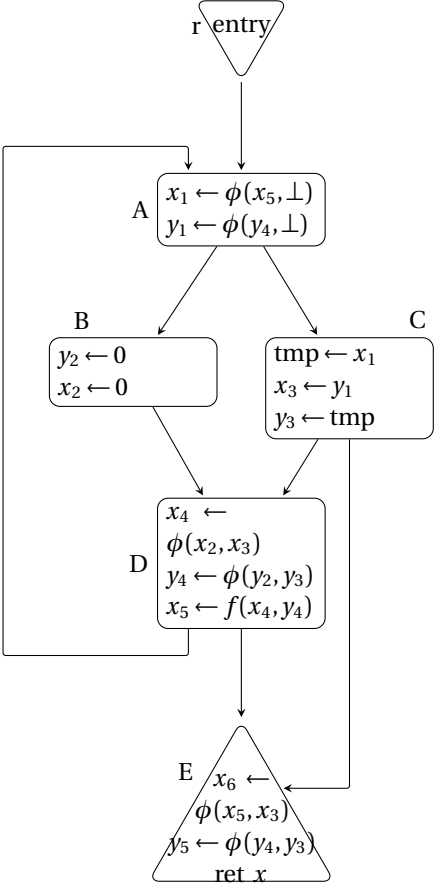 r entry
A
x₁ ← ϕ(x₅,⊥)
y₁ ← ϕ(y₄,⊥)
B
y₂ ← 0
x₂ ← 0
C
tmp ← x₁
x₃ ← y₁
y₃ ← tmp
D
x₄ ←
ϕ(x₂,x₃)
y₄ ← ϕ(y₂,y₃)
x₅ ← f(x₄,y₄)
E
x₆ ←
ϕ(x₅,x₃)
y₅ ← ϕ(y₄,y₃)
ret x